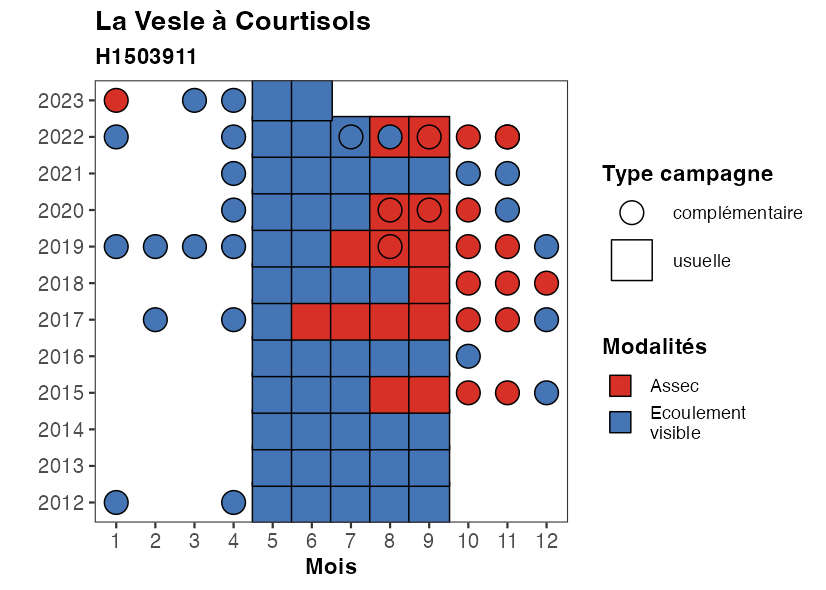 La Vesle à Courtisols
H1503911
2023
2022
2021
2020
2019
2018
2017
2016
2015
2014
2013
2012
1 2 3 4 5 6 7 8 9 10 11 12
Mois
Type campagne
complémentaire
usuelle
Modalités
Assec
Ecoulement
visible